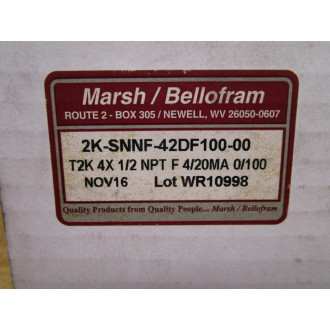 Marsh / Bellofram
ROUTE 2 - BOX 305 / NEWELL, WV 26050-0607
2K-SNNF-42DF100-00
T2K 4X 1/2 NPT F 4/20MA 0/100
NOV16 Lot WR10998
Quality Products from Quality People... Marsh / Bellofram